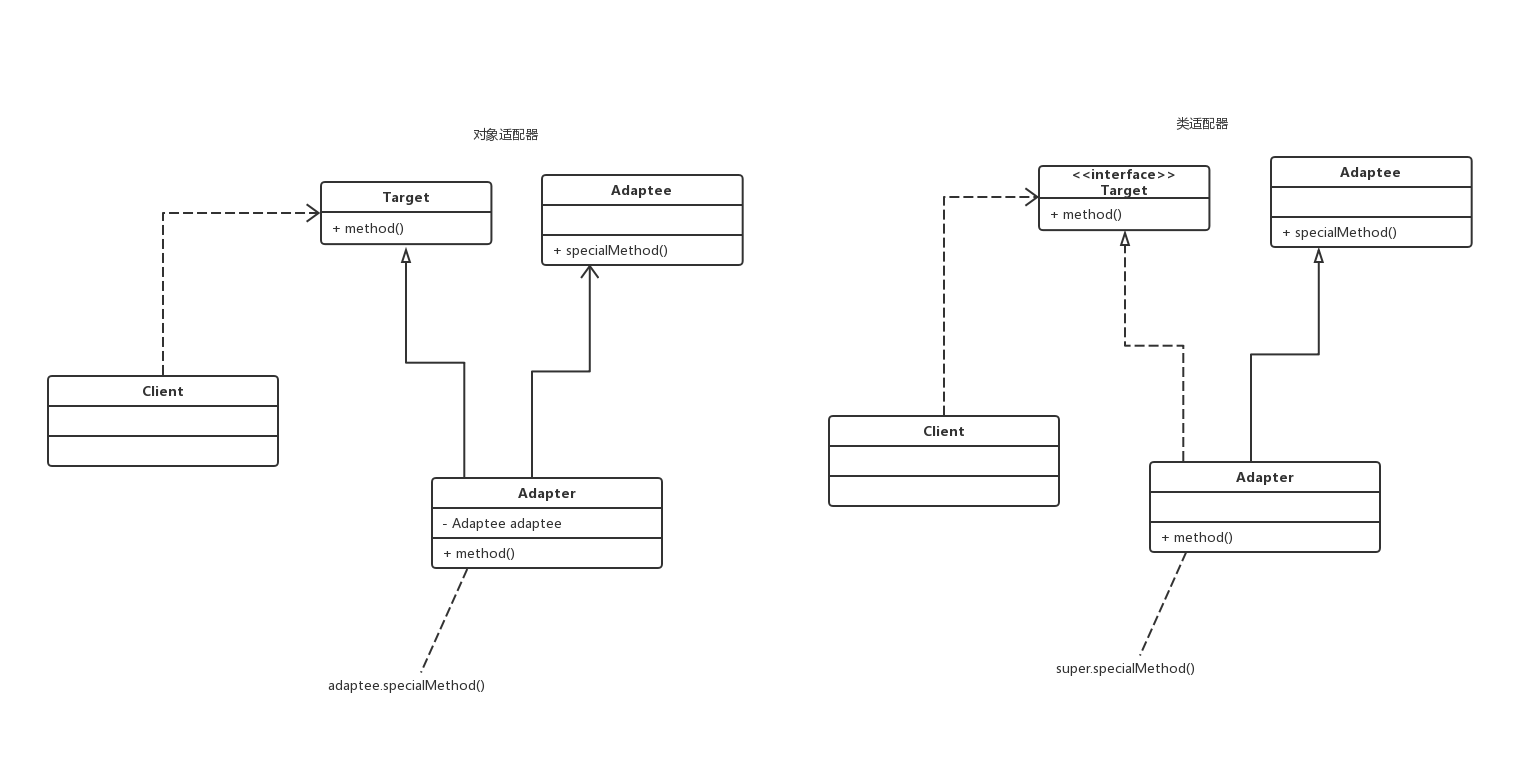 对象适配器
Target
+ method()
Adaptee
+ specialMethod()
Client
Adapter
- Adaptee adaptee
+ method()
adaptee.specialMethod()
类适配器
<<interface>>
Target
+ method()
Adaptee
+ specialMethod()
Client
Adapter
+ method()
super.specialMethod()